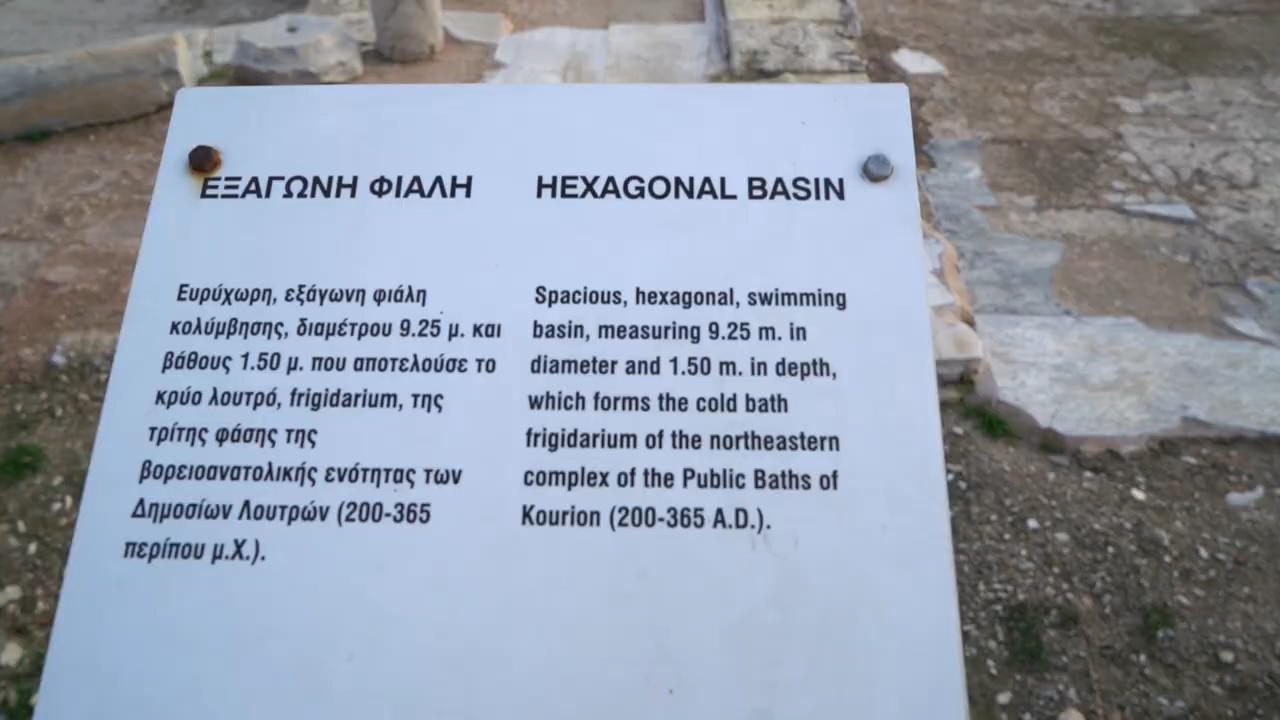 ΕΞΑΓΩΝΗ ΦΙΑΛΗ
Ευρύχωρη, εξάγωνη φιάλη
κολύμβησης, διαμέτρου 9.25 μ. και
βάθους 1.50 μ. που αποτελούσε το
κρύο λουτρό, frigidarium, της
τρίτης φάσης της
βορειοανατολικής ενότητας των
Δημοσίων Λουτρών (200-365
περίπου μ.Χ.).
HEXAGONAL BASIN
Spacious, hexagonal, swimming
basin, measuring 9.25 m. in
diameter and 1.50 m. in depth,
which forms the cold bath
frigidarium of the northeastern
complex of the Public Baths of
Kourion (200-365 A.D.).